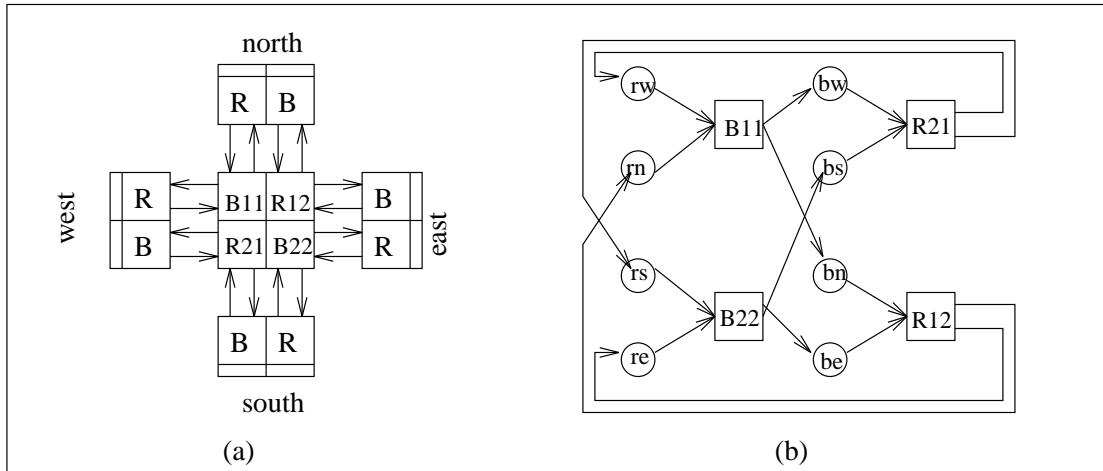 north
R B
west
R B11 R12 B
B R21 B22 R
east
B R
south
(a)
rw bw
B11 R21
rn bs
rs bn
B22 R12
re be
(b)